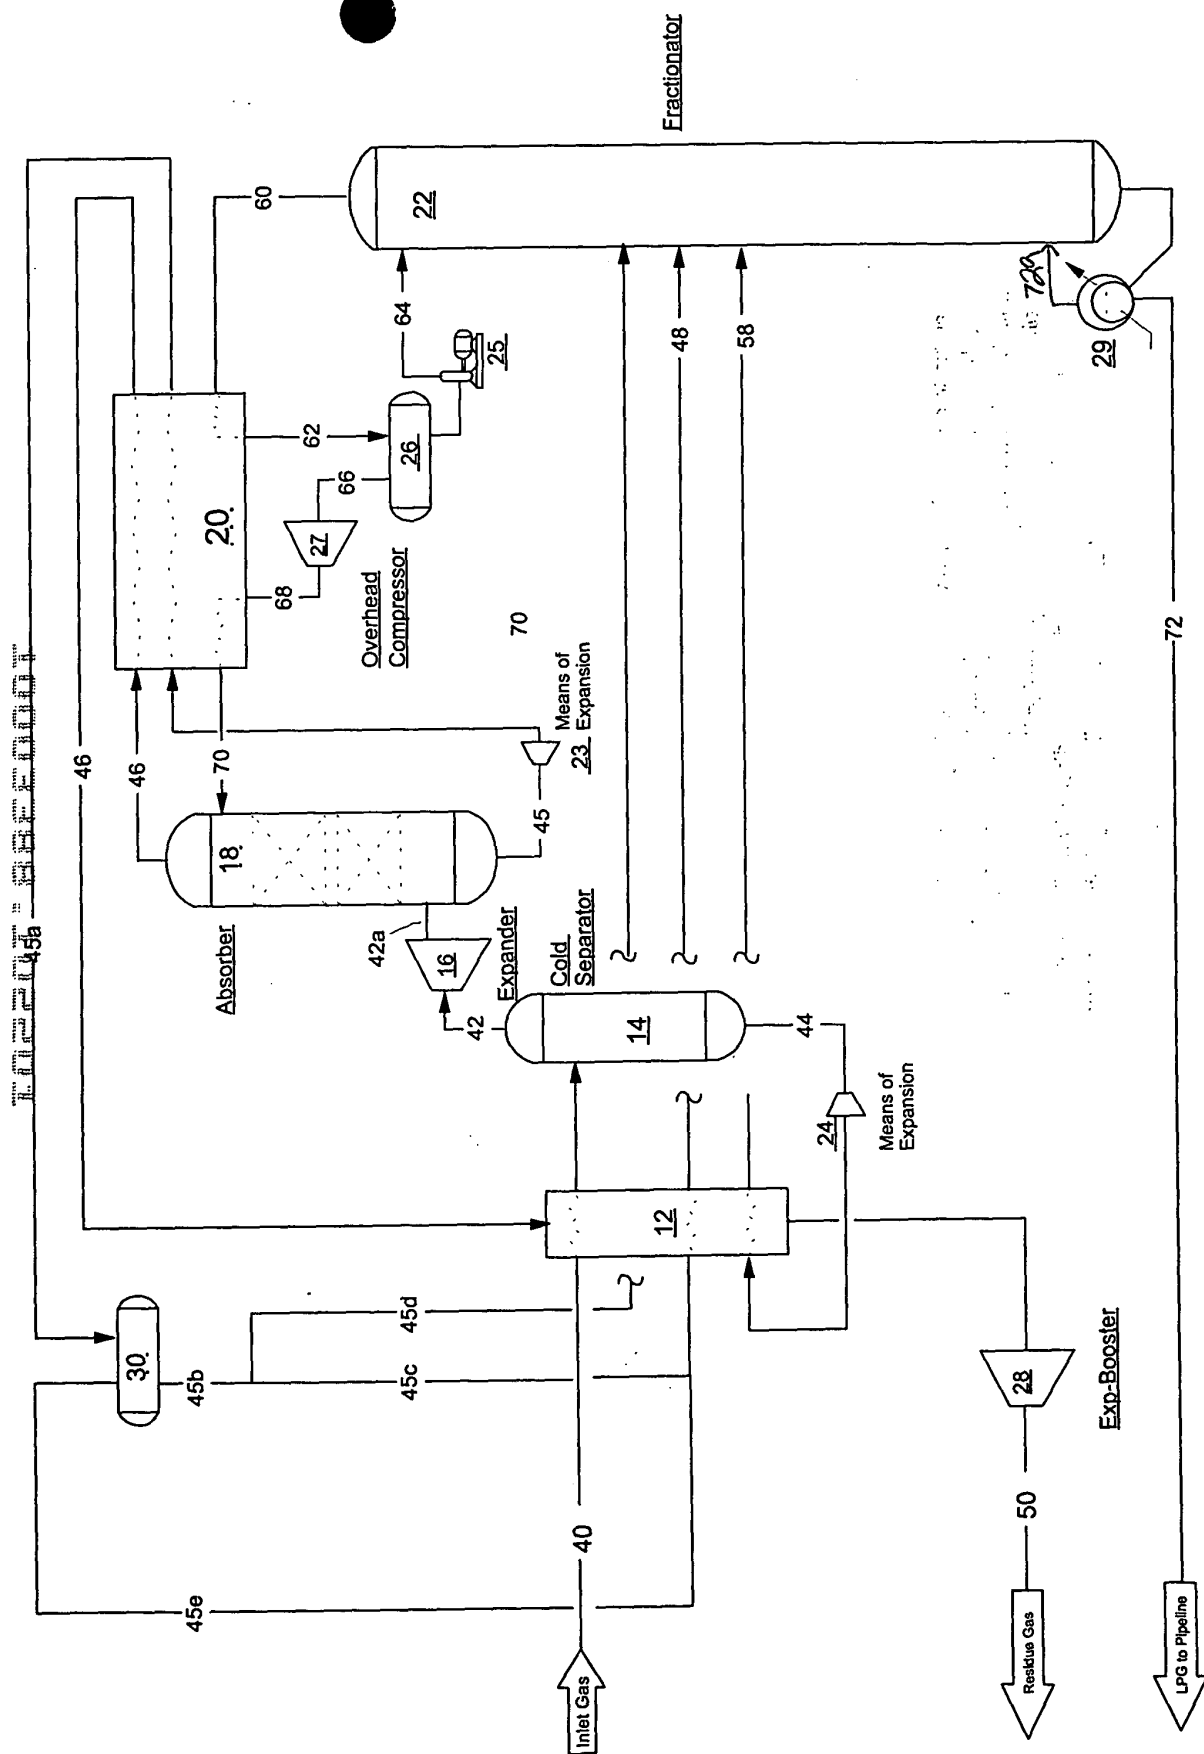 45a
46
46
70
60
20
62
66
68
27
26
64
25
22
Fractionator
Overhead
Compressor
70
Means of
Expansion
23
45
18
Absorber
42a
16
Expander
42
Cold
Separator
14
44
24
Means of
Expansion
48
58
72a
29
72
12
30
45b
45c
45d
45e
40
Inlet Gas
28
Exp-Booster
50
Residue Gas
LPG to Pipeline